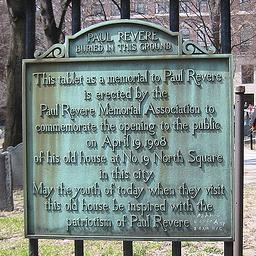 PAUL REVERE
BURIED IN THIS GROUND
This tablet as a memorial to Paul Revere
is erected by the
Paul Revere Memorial Association to
commemorate the opening to the public
on April 19, 1908
of his old house at No. 19 North Square
in this city
May the youth of today when they visit
this old house be inspired with the
patriotism of Paul Revere